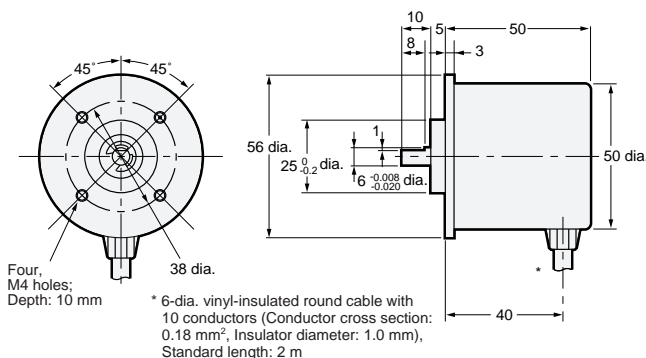 10
50
5
8
3
45°
45°
56 dia.
1
25 0 -0.2 dia.
6 -0.008 -0.020 dia.
50 dia.
Four,
M4 holes;
Depth: 10 mm
38 dia.
*
40
* 6-dia. vinyl-insulated round cable with
10 conductors (Conductor cross section:
0.18 mm², Insulator diameter: 1.0 mm),
Standard length: 2 m